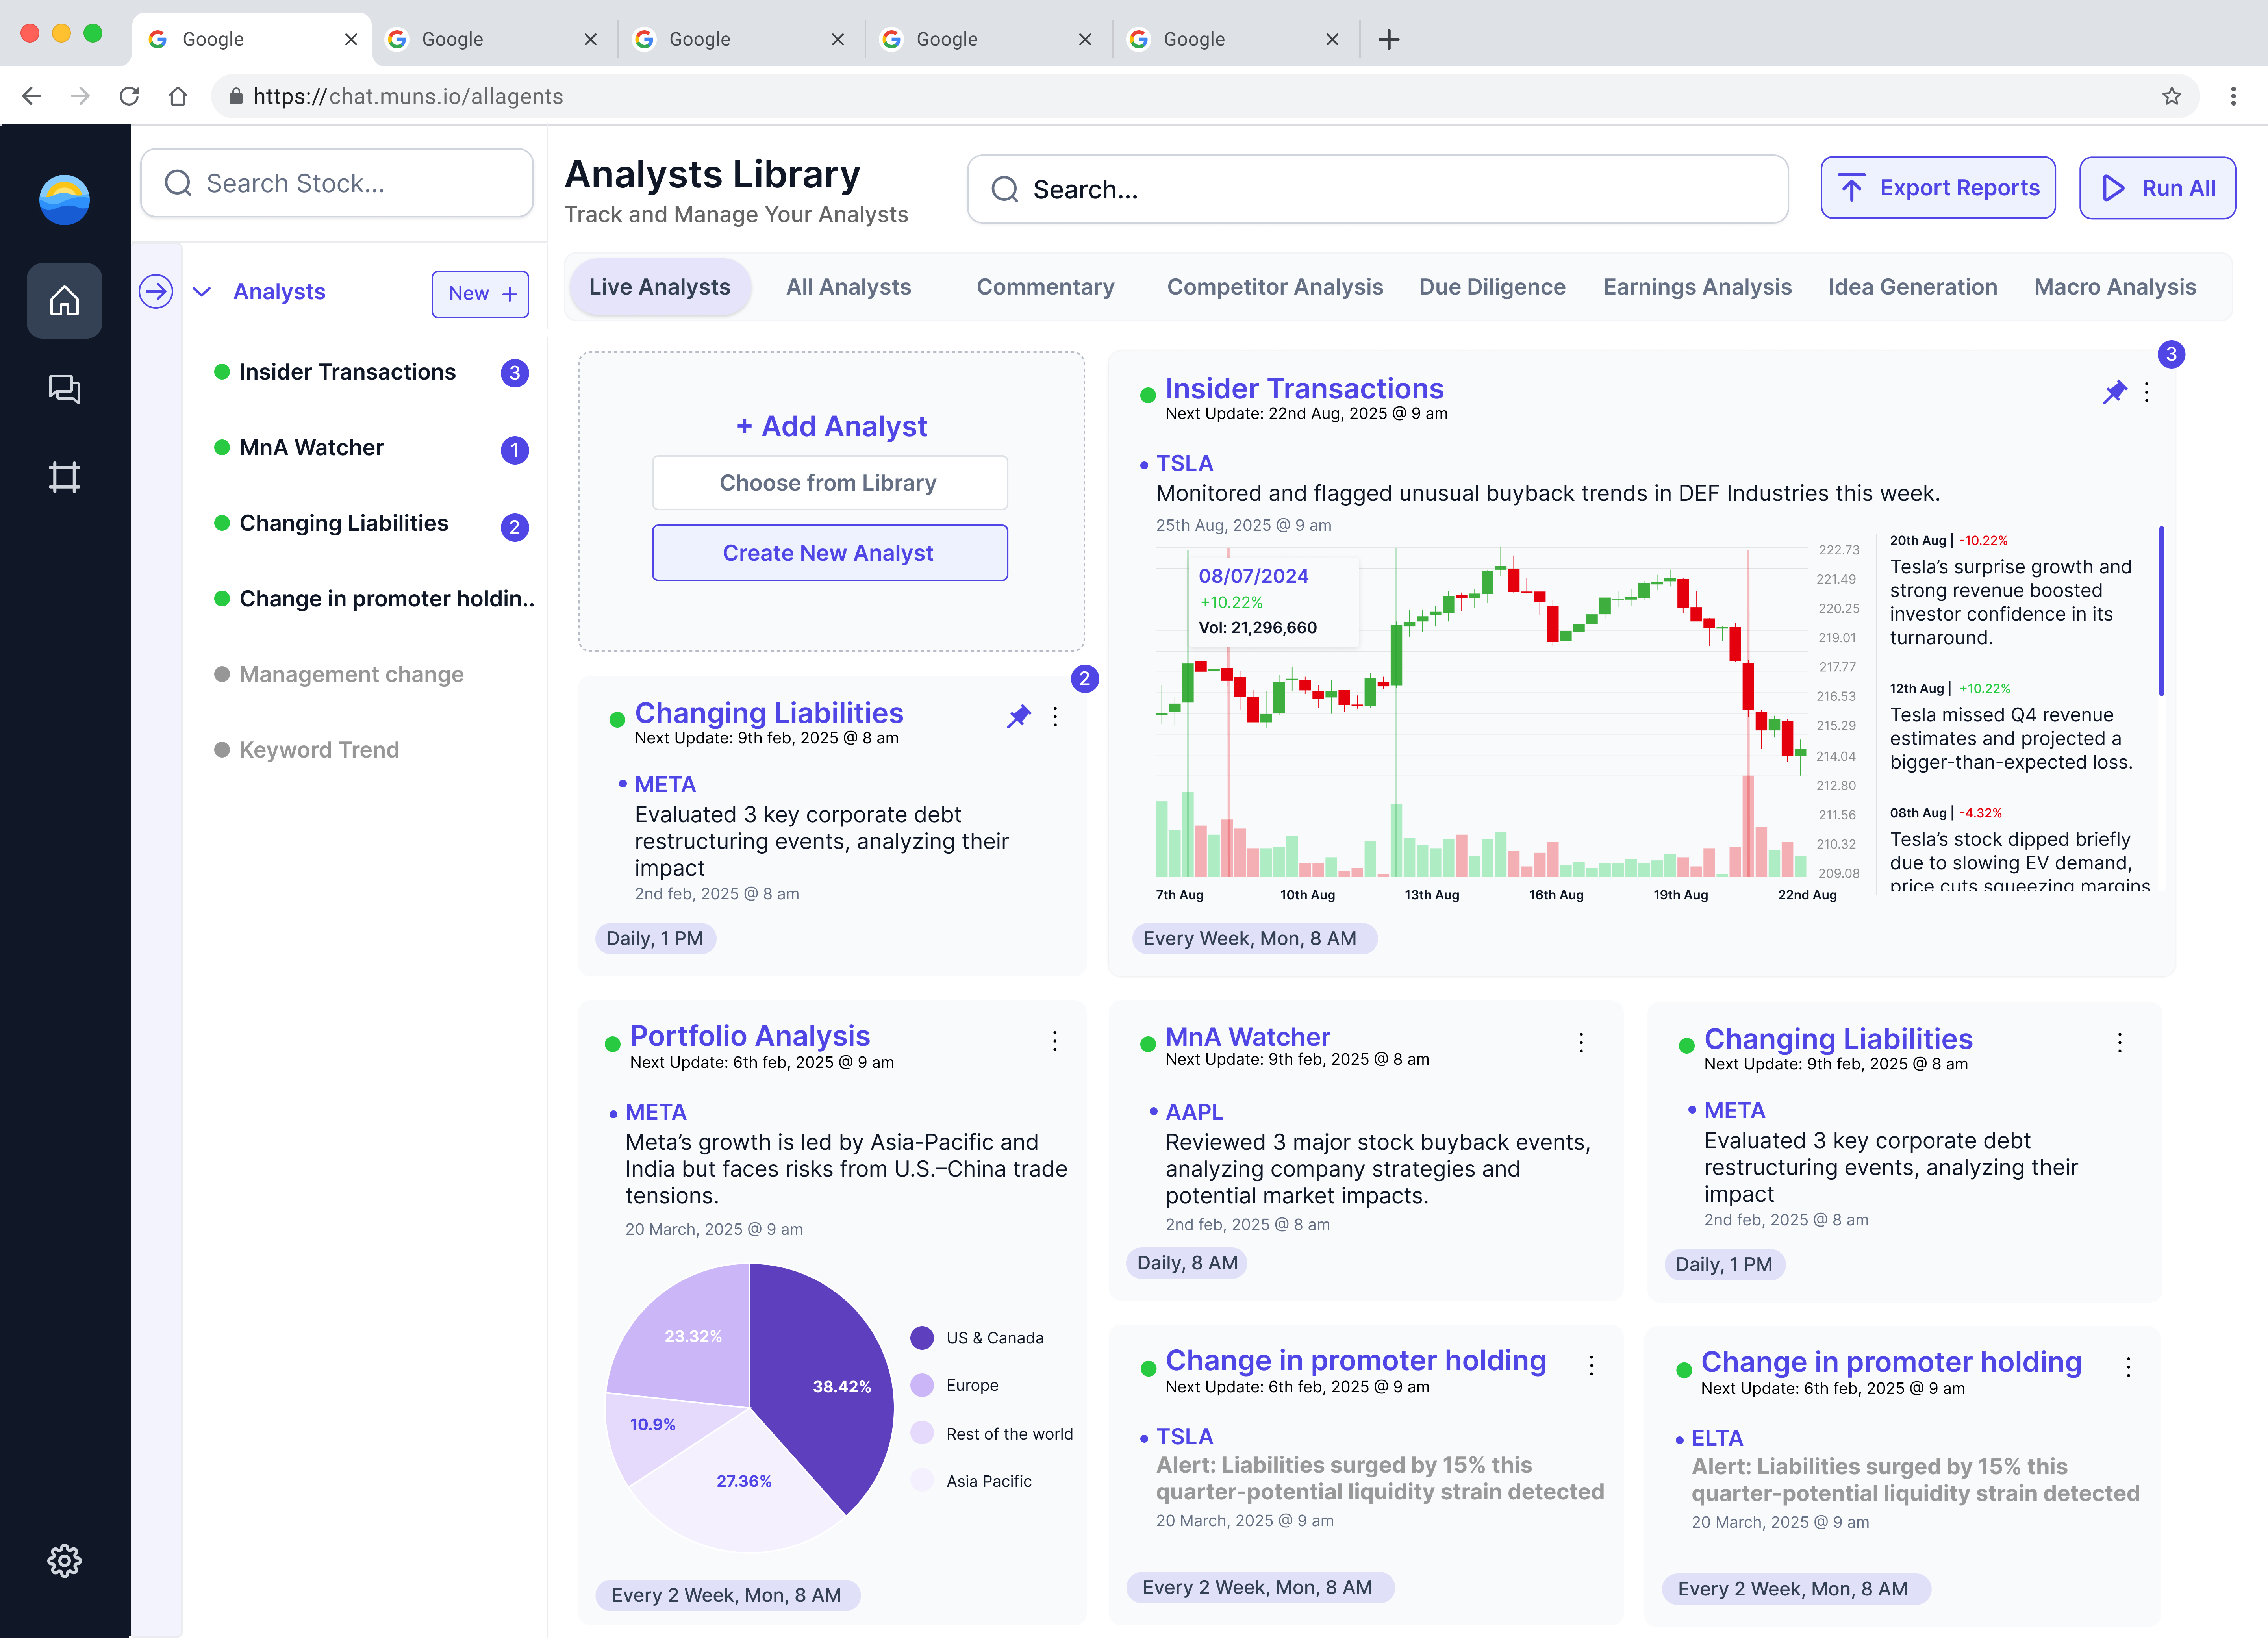 Google
Google
Google
Google
Google
https://chat.muns.io/allagents
Search Stock...
Analysts
New +
Insider Transactions
3
MnA Watcher
1
Changing Liabilities
2
Change in promoter holdin..
Management change
Keyword Trend
Analysts Library
Track and Manage Your Analysts
Search...
Export Reports
Run All
Live Analysts
All Analysts
Commentary
Competitor Analysis
Due Diligence
Earnings Analysis
Idea Generation
Macro Analysis
+ Add Analyst
Choose from Library
Create New Analyst
3
Insider Transactions
Next Update: 22nd Aug, 2025 @ 9 am
• TSLA
Monitored and flagged unusual buyback trends in DEF Industries this week.
25th Aug, 2025 @ 9 am
08/07/2024
+10.22%
Vol: 21,296,660
222.73
221.49
220.25
219.01
217.77
216.53
215.29
214.04
212.80
211.56
210.32
209.08
7th Aug
10th Aug
13th Aug
16th Aug
19th Aug
22nd Aug
20th Aug | -10.22%
Tesla's surprise growth and
strong revenue boosted
investor confidence in its
turnaround.
12th Aug | +10.22%
Tesla missed Q4 revenue
estimates and projected a
bigger-than-expected loss.
08th Aug | -4.32%
Tesla's stock dipped briefly
due to slowing EV demand,
price cuts squeezing margins,
Every Week, Mon, 8 AM
2
Changing Liabilities
Next Update: 9th feb, 2025 @ 8 am
• META
Evaluated 3 key corporate debt
restructuring events, analyzing their
impact
2nd feb, 2025 @ 8 am
Daily, 1 PM
Portfolio Analysis
Next Update: 6th feb, 2025 @ 9 am
• META
Meta's growth is led by Asia-Pacific and
India but faces risks from U.S.–China trade
tensions.
20 March, 2025 @ 9 am
23.32%
38.42%
10.9%
27.36%
US & Canada
Europe
Rest of the world
Asia Pacific
Every 2 Week, Mon, 8 AM
MnA Watcher
Next Update: 9th feb, 2025 @ 8 am
• AAPL
Reviewed 3 major stock buyback events,
analyzing company strategies and
potential market impacts.
2nd feb, 2025 @ 8 am
Daily, 8 AM
Changing Liabilities
Next Update: 9th feb, 2025 @ 8 am
• META
Evaluated 3 key corporate debt
restructuring events, analyzing their
impact
2nd feb, 2025 @ 8 am
Daily, 1 PM
Change in promoter holding
Next Update: 6th feb, 2025 @ 9 am
• TSLA
Alert: Liabilities surged by 15% this
quarter-potential liquidity strain detected
20 March, 2025 @ 9 am
Every 2 Week, Mon, 8 AM
Change in promoter holding
Next Update: 6th feb, 2025 @ 9 am
• ELTA
Alert: Liabilities surged by 15% this
quarter-potential liquidity strain detected
20 March, 2025 @ 9 am
Every 2 Week, Mon, 8 AM